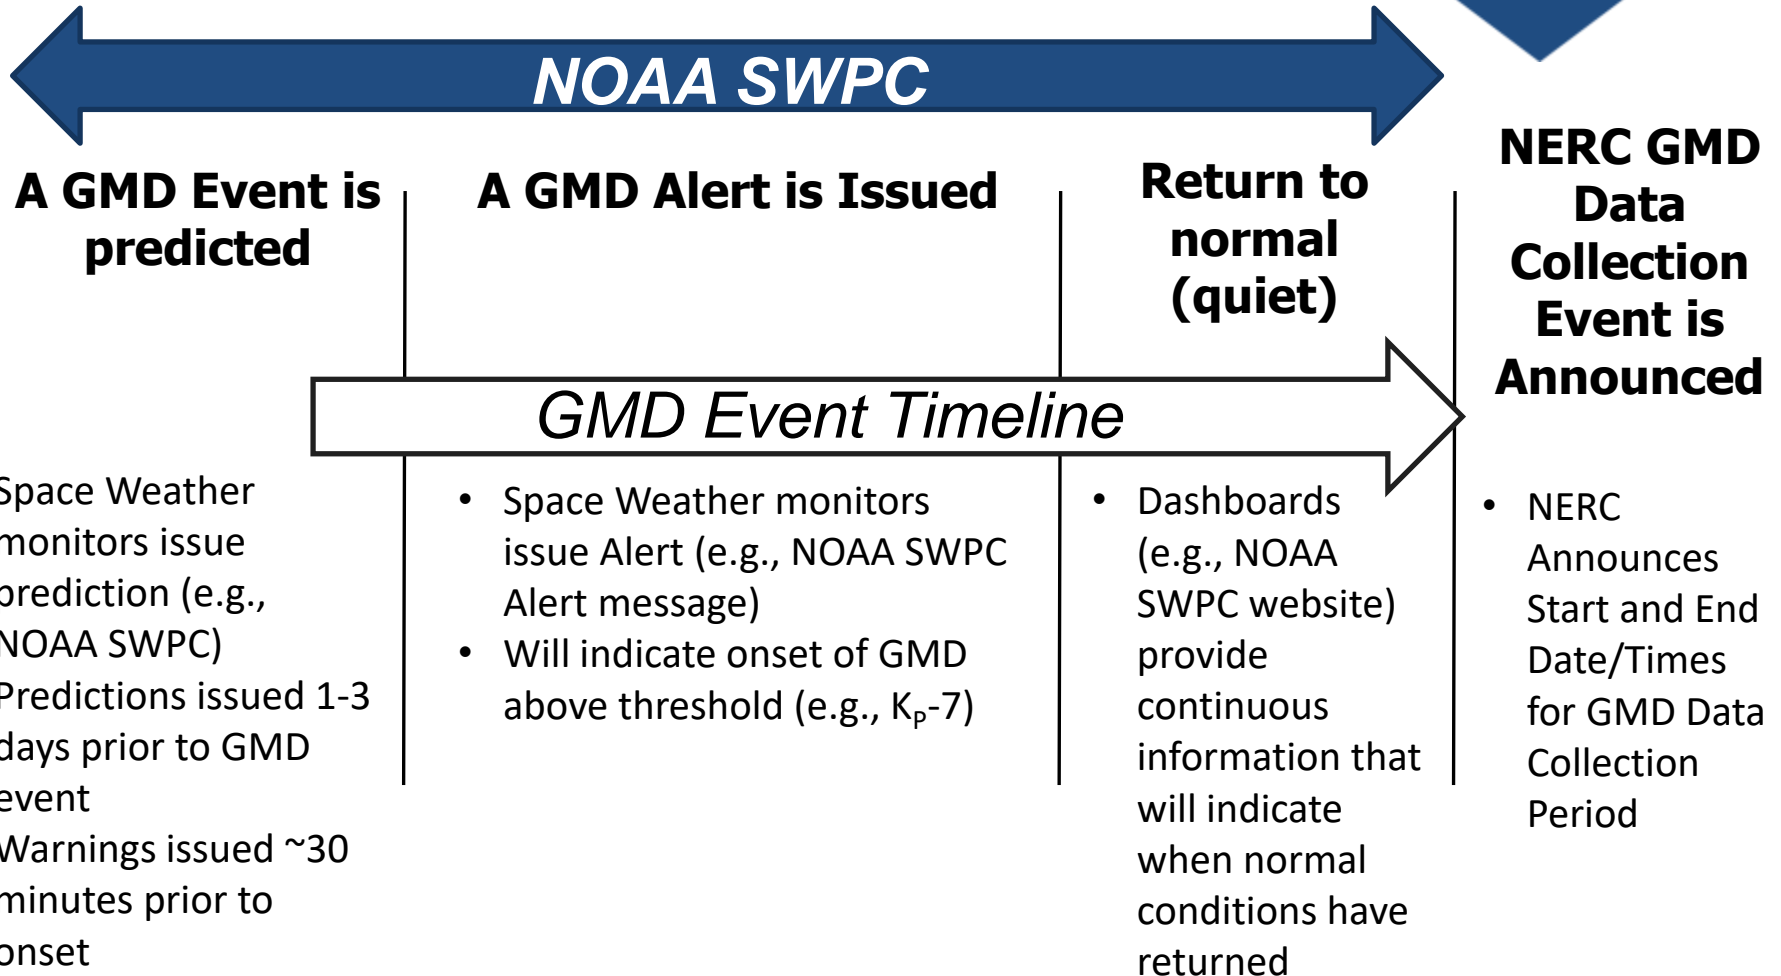 NOAA SWPC
A GMD Event is
predicted
A GMD Alert is Issued
Return to
normal
(quiet)
NERC GMD
Data
Collection
Event is
Announced
GMD Event Timeline
Space Weather
monitors issue
prediction (e.g.,
NOAA SWPC)
Predictions issued 1-3
days prior to GMD
event
Warnings issued ~30
minutes prior to
onset
• Space Weather monitors
issue Alert (e.g., NOAA SWPC
Alert message)
• Will indicate onset of GMD
above threshold (e.g., KP-7)
• Dashboards
(e.g., NOAA
SWPC website)
provide
continuous
information that
will indicate
when normal
conditions have
returned
• NERC
Announces
Start and End
Date/Times
for GMD Data
Collection
Period